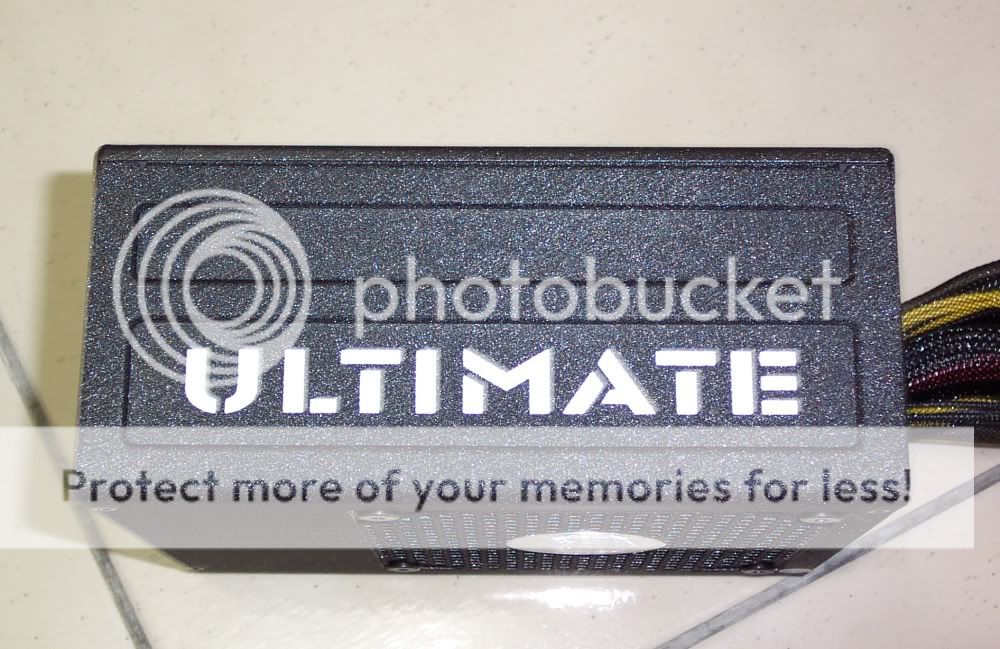 photobucket
ULTIMATE
Protect more of your memories for less!